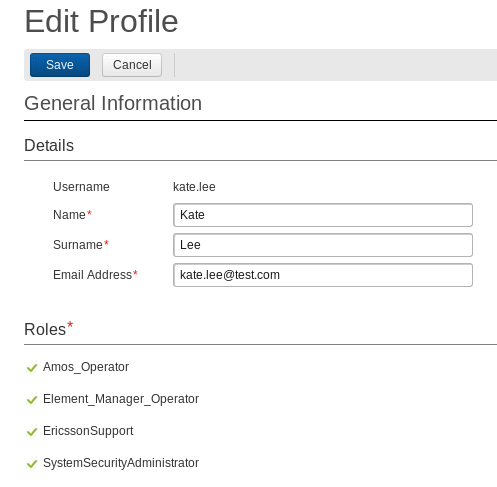 Edit Profile
Save Cancel
General Information
Details
Username kate.lee
Name* Kate
Surname* Lee
Email Address* kate.lee@test.com
Roles*
Amos_Operator
Element_Manager_Operator
EricssonSupport
SystemSecurityAdministrator